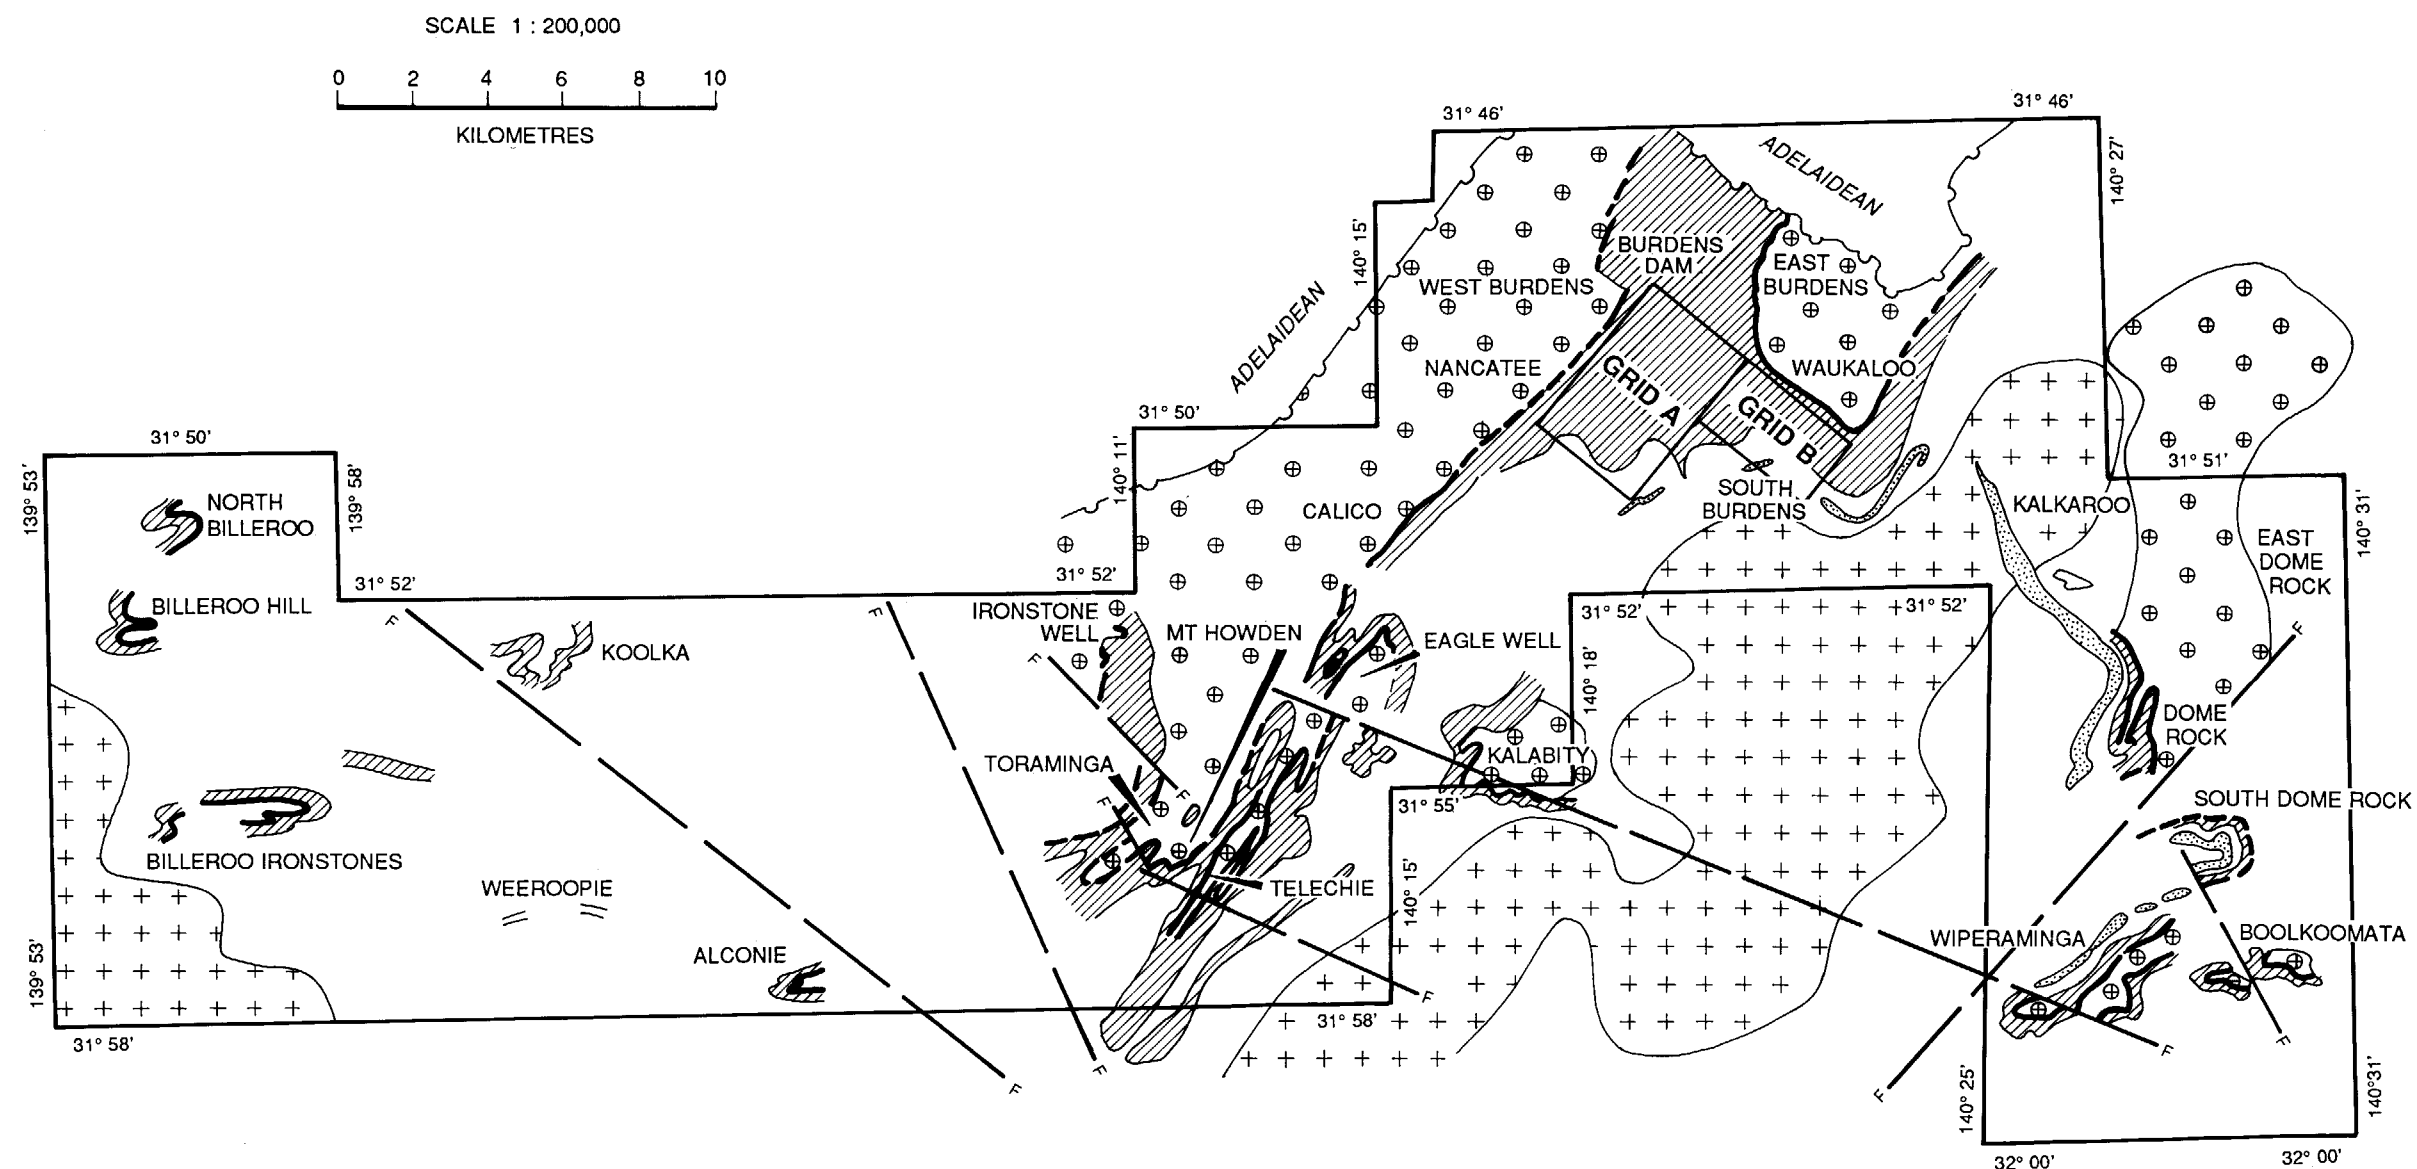 SCALE 1 : 200,000
0 2 4 6 8 10
KILOMETRES
31° 46'
31° 46'
140° 27'
ADELAIDEAN
140° 15'
BURDENS
DAM
EAST
BURDENS
WEST BURDENS
ADELAIDEAN
NANCATEE
WAUKALOO
GRID A
GRID B
31° 50'
140° 11'
31° 50'
139° 53'
139° 58'
31° 51'
140° 31'
NORTH
BILLEROO
CALICO
SOUTH
BURDENS
KALKAROO
EAST
DOME
ROCK
31° 52'
31° 52'
BILLEROO HILL
F
F
IRONSTONE
WELL
MT HOWDEN
EAGLE WELL
31° 52'
31° 52'
F
KOOLKA
F
140° 18'
DOME
ROCK
TORAMINGA
KALABITY
F
F
31° 55'
SOUTH DOME ROCK
BILLEROO IRONSTONES
WEEROOPIE
TELECHIE
140° 15'
WIPERAMINGA
BOOLKOOMATA
ALCONIE
139° 53'
F
31° 58'
31° 58'
F
F
F
F
F
140° 25'
140°31'
32° 00'
32° 00'